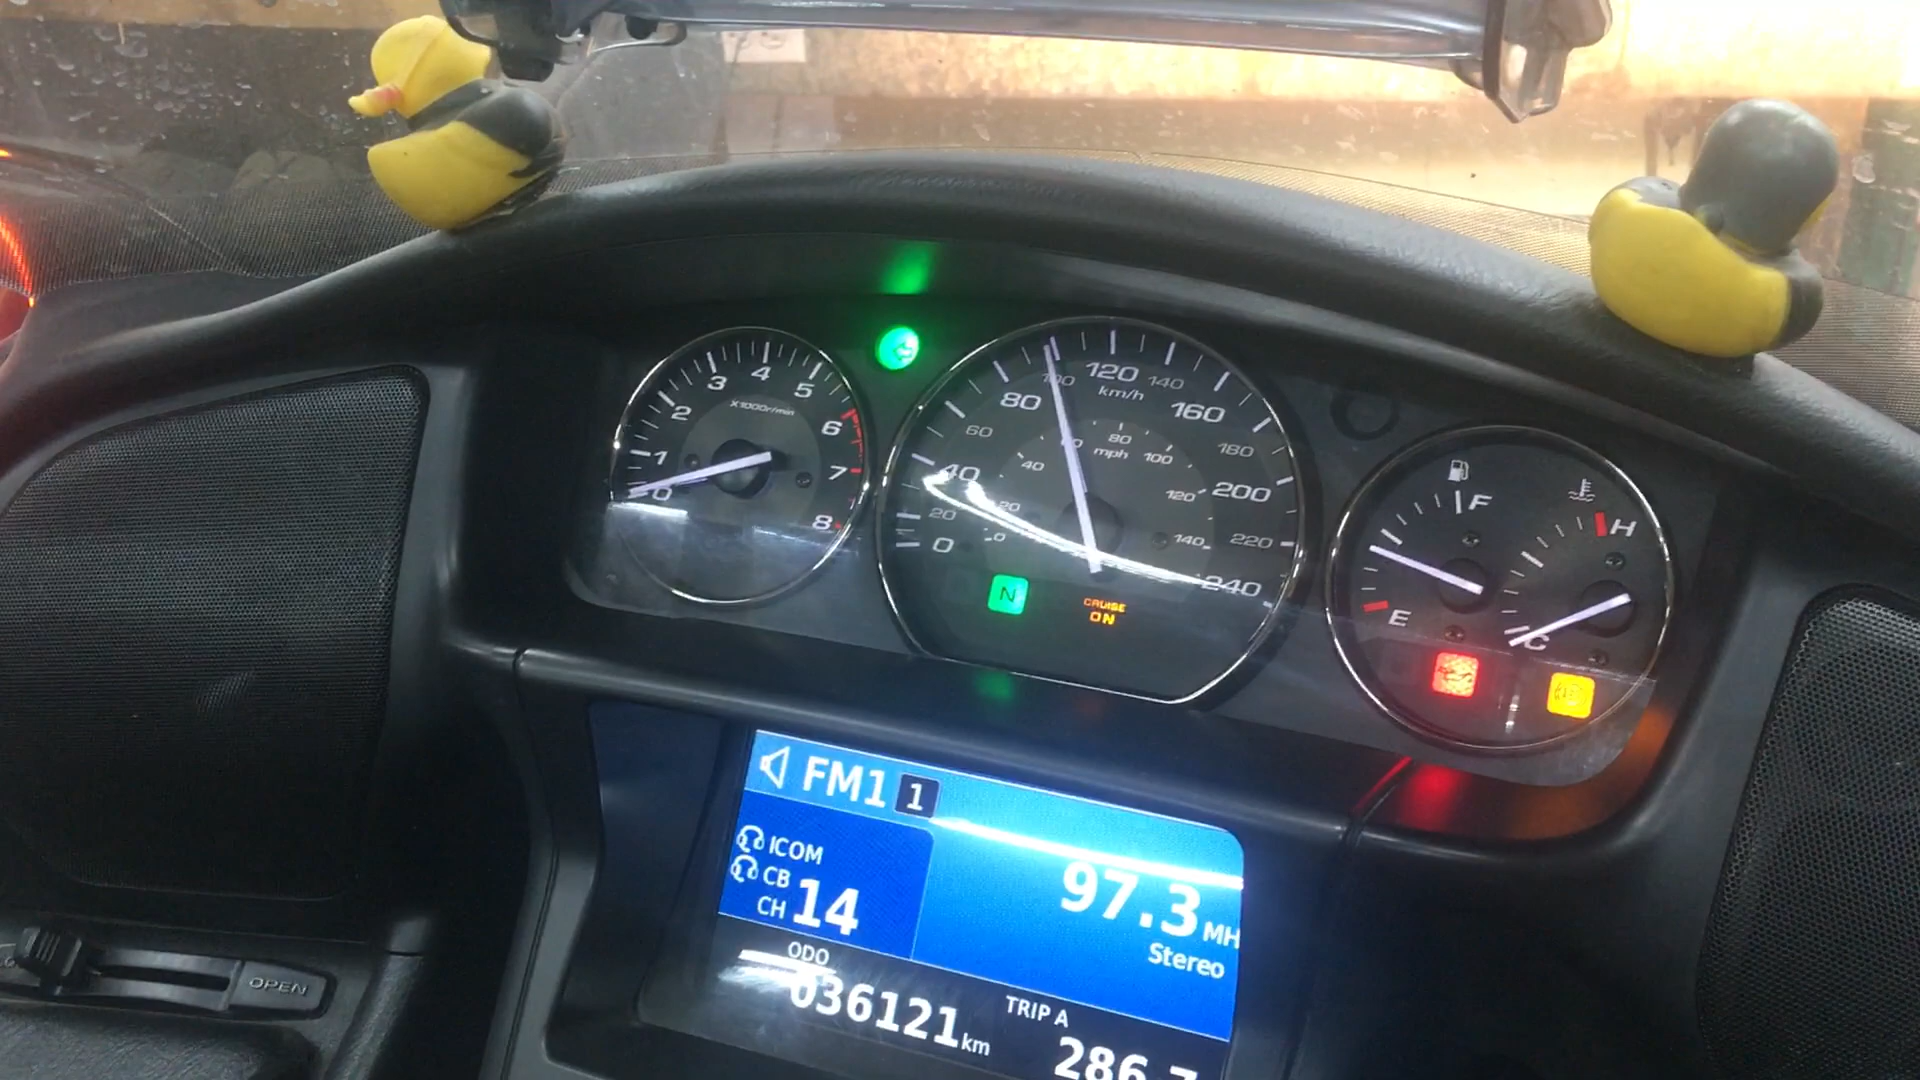 0 1 2 3 4 5 6 7 8
X1000r/min
0 20 40 60 80 100 120 140 160 180 200 220 240
km/h
0 20 40 80 100 120 140
mph
N
CRUISE
ON
F
E
H
C
FM1 1
ICOM
CB
CH 14
97.3 MH
Stereo
ODO
036121 km
TRIP A
286.7
OPEN